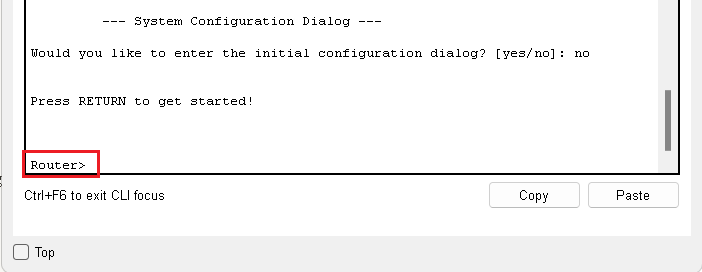 --- System Configuration Dialog ---
Would you like to enter the initial configuration dialog? [yes/no]: no
Press RETURN to get started!
Router>
Ctrl+F6 to exit CLI focus
Copy
Paste
Top